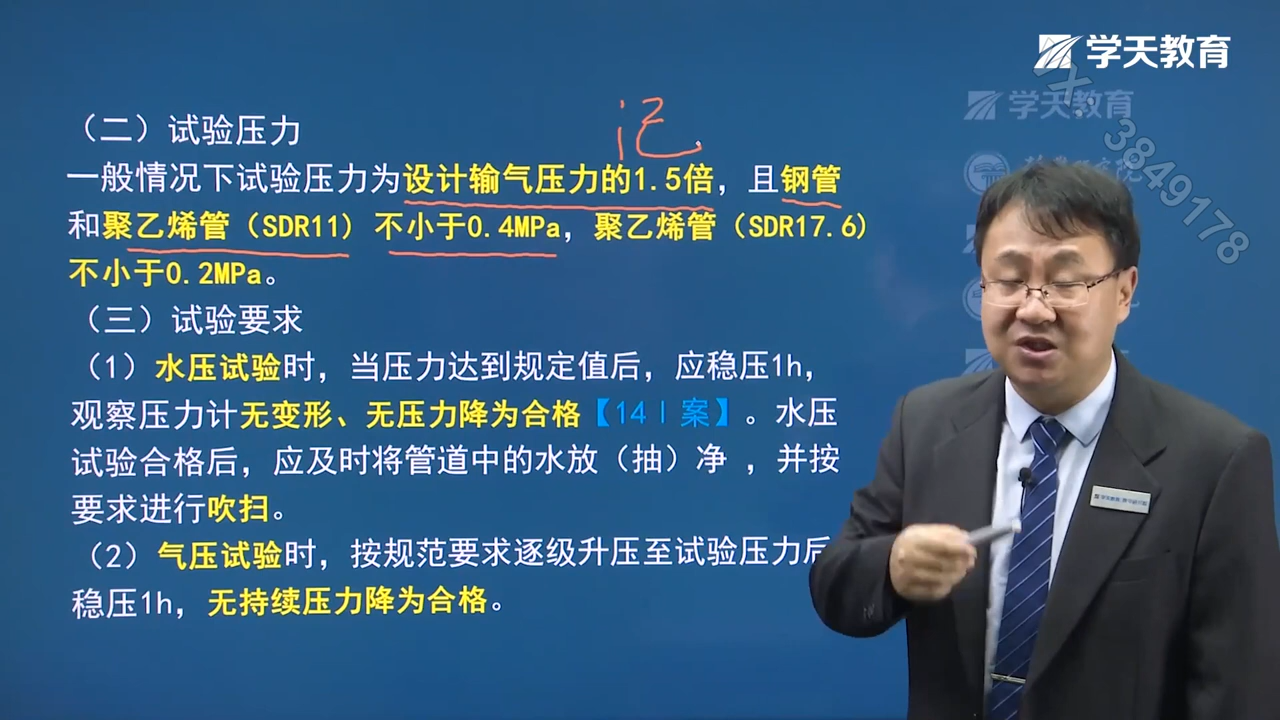 学天教育
学天教育
3849178
记
（二）试验压力
一般情况下试验压力为设计输气压力的1.5倍，且钢管
和聚乙烯管（SDR11）不小于0.4MPa，聚乙烯管（SDR17.6）
不小于0.2MPa。
（三）试验要求
（1）水压试验时，当压力达到规定值后，应稳压1h，
观察压力计无变形、无压力降为合格【14Ⅰ案】。水压
试验合格后，应及时将管道中的水放（抽）净 ，并按
要求进行吹扫。
（2）气压试验时，按规范要求逐级升压至试验压力后
稳压1h，无持续压力降为合格。